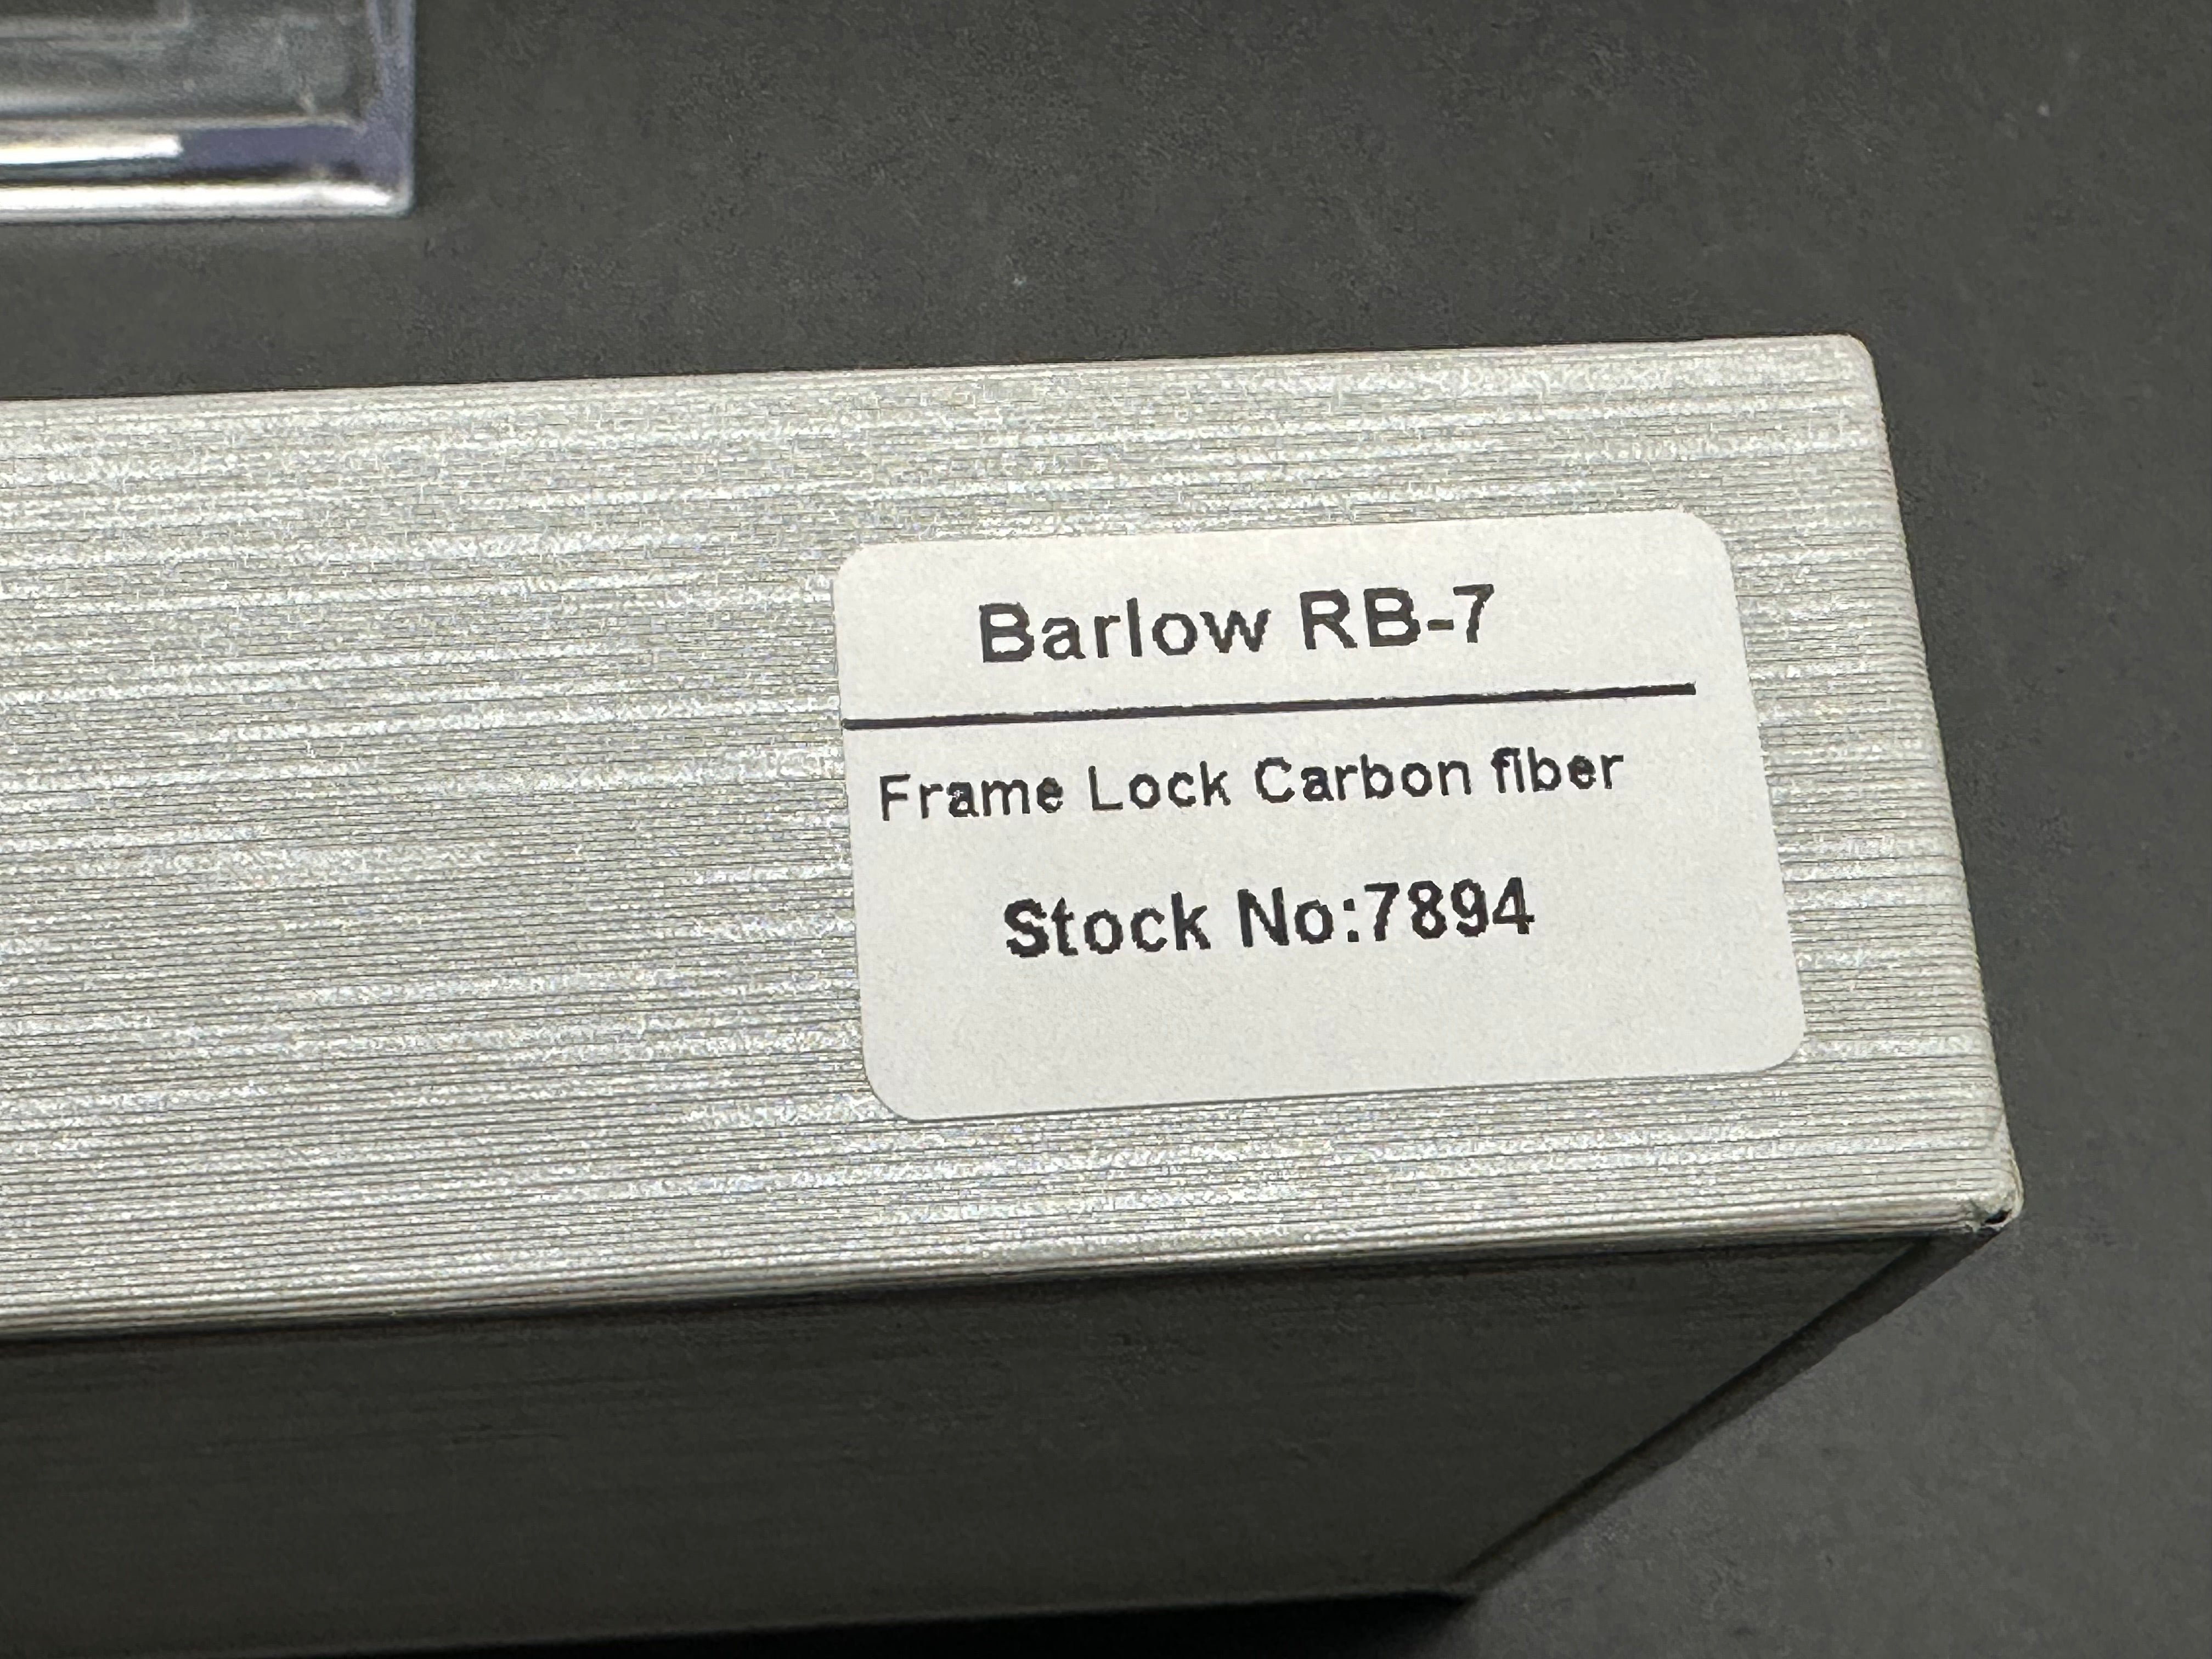 Barlow RB-7
Frame Lock Carbon fiber
Stock No:7894